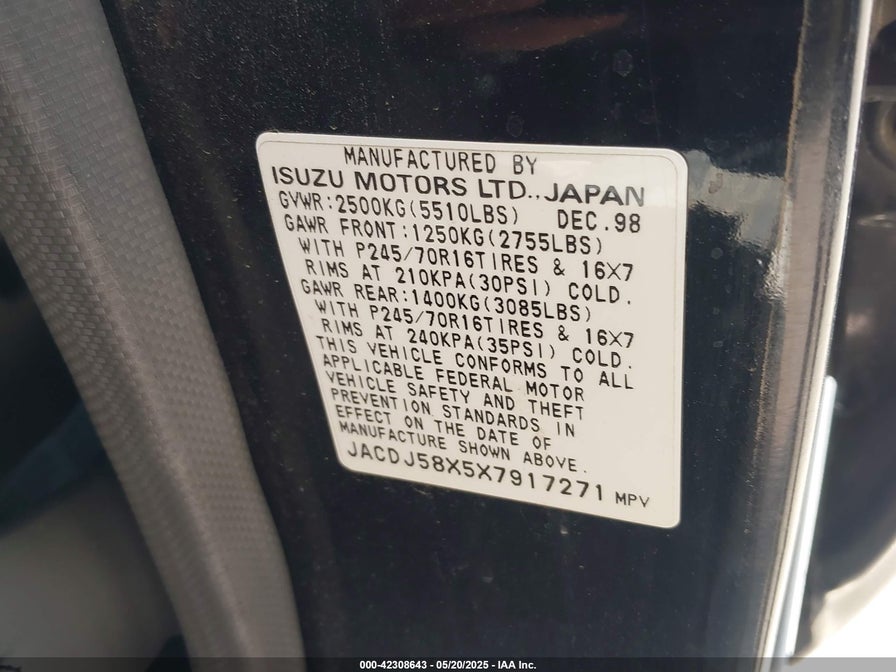 MANUFACTURED BY
ISUZU MOTORS LTD.,JAPAN
GVWR:2500KG(5510LBS) DEC.98
GAWR FRONT:1250KG(2755LBS)
WITH P245/70R16TIRES & 16X7
RIMS AT 210KPA(30PSI) COLD.
GAWR REAR:1400KG(3085LBS)
WITH P245/70R16TIRES & 16X7
RIMS AT 240KPA(35PSI) COLD.
THIS VEHICLE CONFORMS TO ALL
APPLICABLE FEDERAL MOTOR
VEHICLE SAFETY AND THEFT
PREVENTION STANDARDS IN
EFFECT ON THE DATE OF
MANUFACTURE SHOWN ABOVE.
JACDJ58X5X7917271 MPV
000-42308643 - 05/20/2025 - IAA Inc.